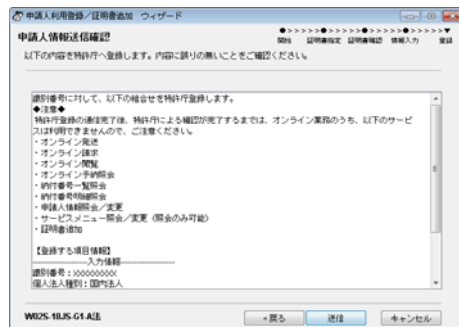 申請人利用登録／証明書追加　ウィザード
申請人情報送信確認
●>>>>>●>>>>>●>>>>>●>>>>>▼
開始　証明書指定　証明書確認　情報入力　登録
以下の内容を特許庁へ登録します。内容に誤りの無いことをご確認ください。
識別番号に対して、以下の組合せを特許庁登録します。
◆注意◆
特許庁登録の通信完了後、特許庁による確認が完了するまでは、オンライン業務のうち、以下のサービ
スは利用できませんので、ご注意ください。
・オンライン発送
・オンライン請求
・オンライン閲覧
・オンライン予納照会
・納付番号一覧照会
・納付番号明細照会
・申請人情報照会／変更
・サービスメニュー照会／変更（照会のみ可能）
・証明書追加
【登録する項目情報】
--------------------入力情報--------------------
識別番号：XXXXXXXXX
個人法人種別：国内法人
W02S-10JS-G1-A法
<戻る
送信
キャンセル